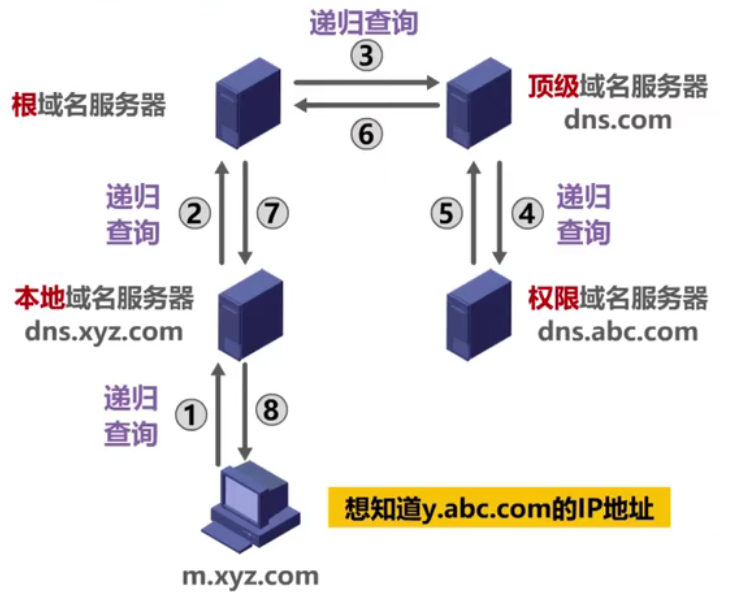 递归查询
③
根域名服务器
顶级域名服务器
dns.com
⑥
递归
查询
②
⑦
⑤
④
递归
查询
本地域名服务器
dns.xyz.com
权限域名服务器
dns.abc.com
递归
查询
①
⑧
想知道y.abc.com的IP地址
m.xyz.com